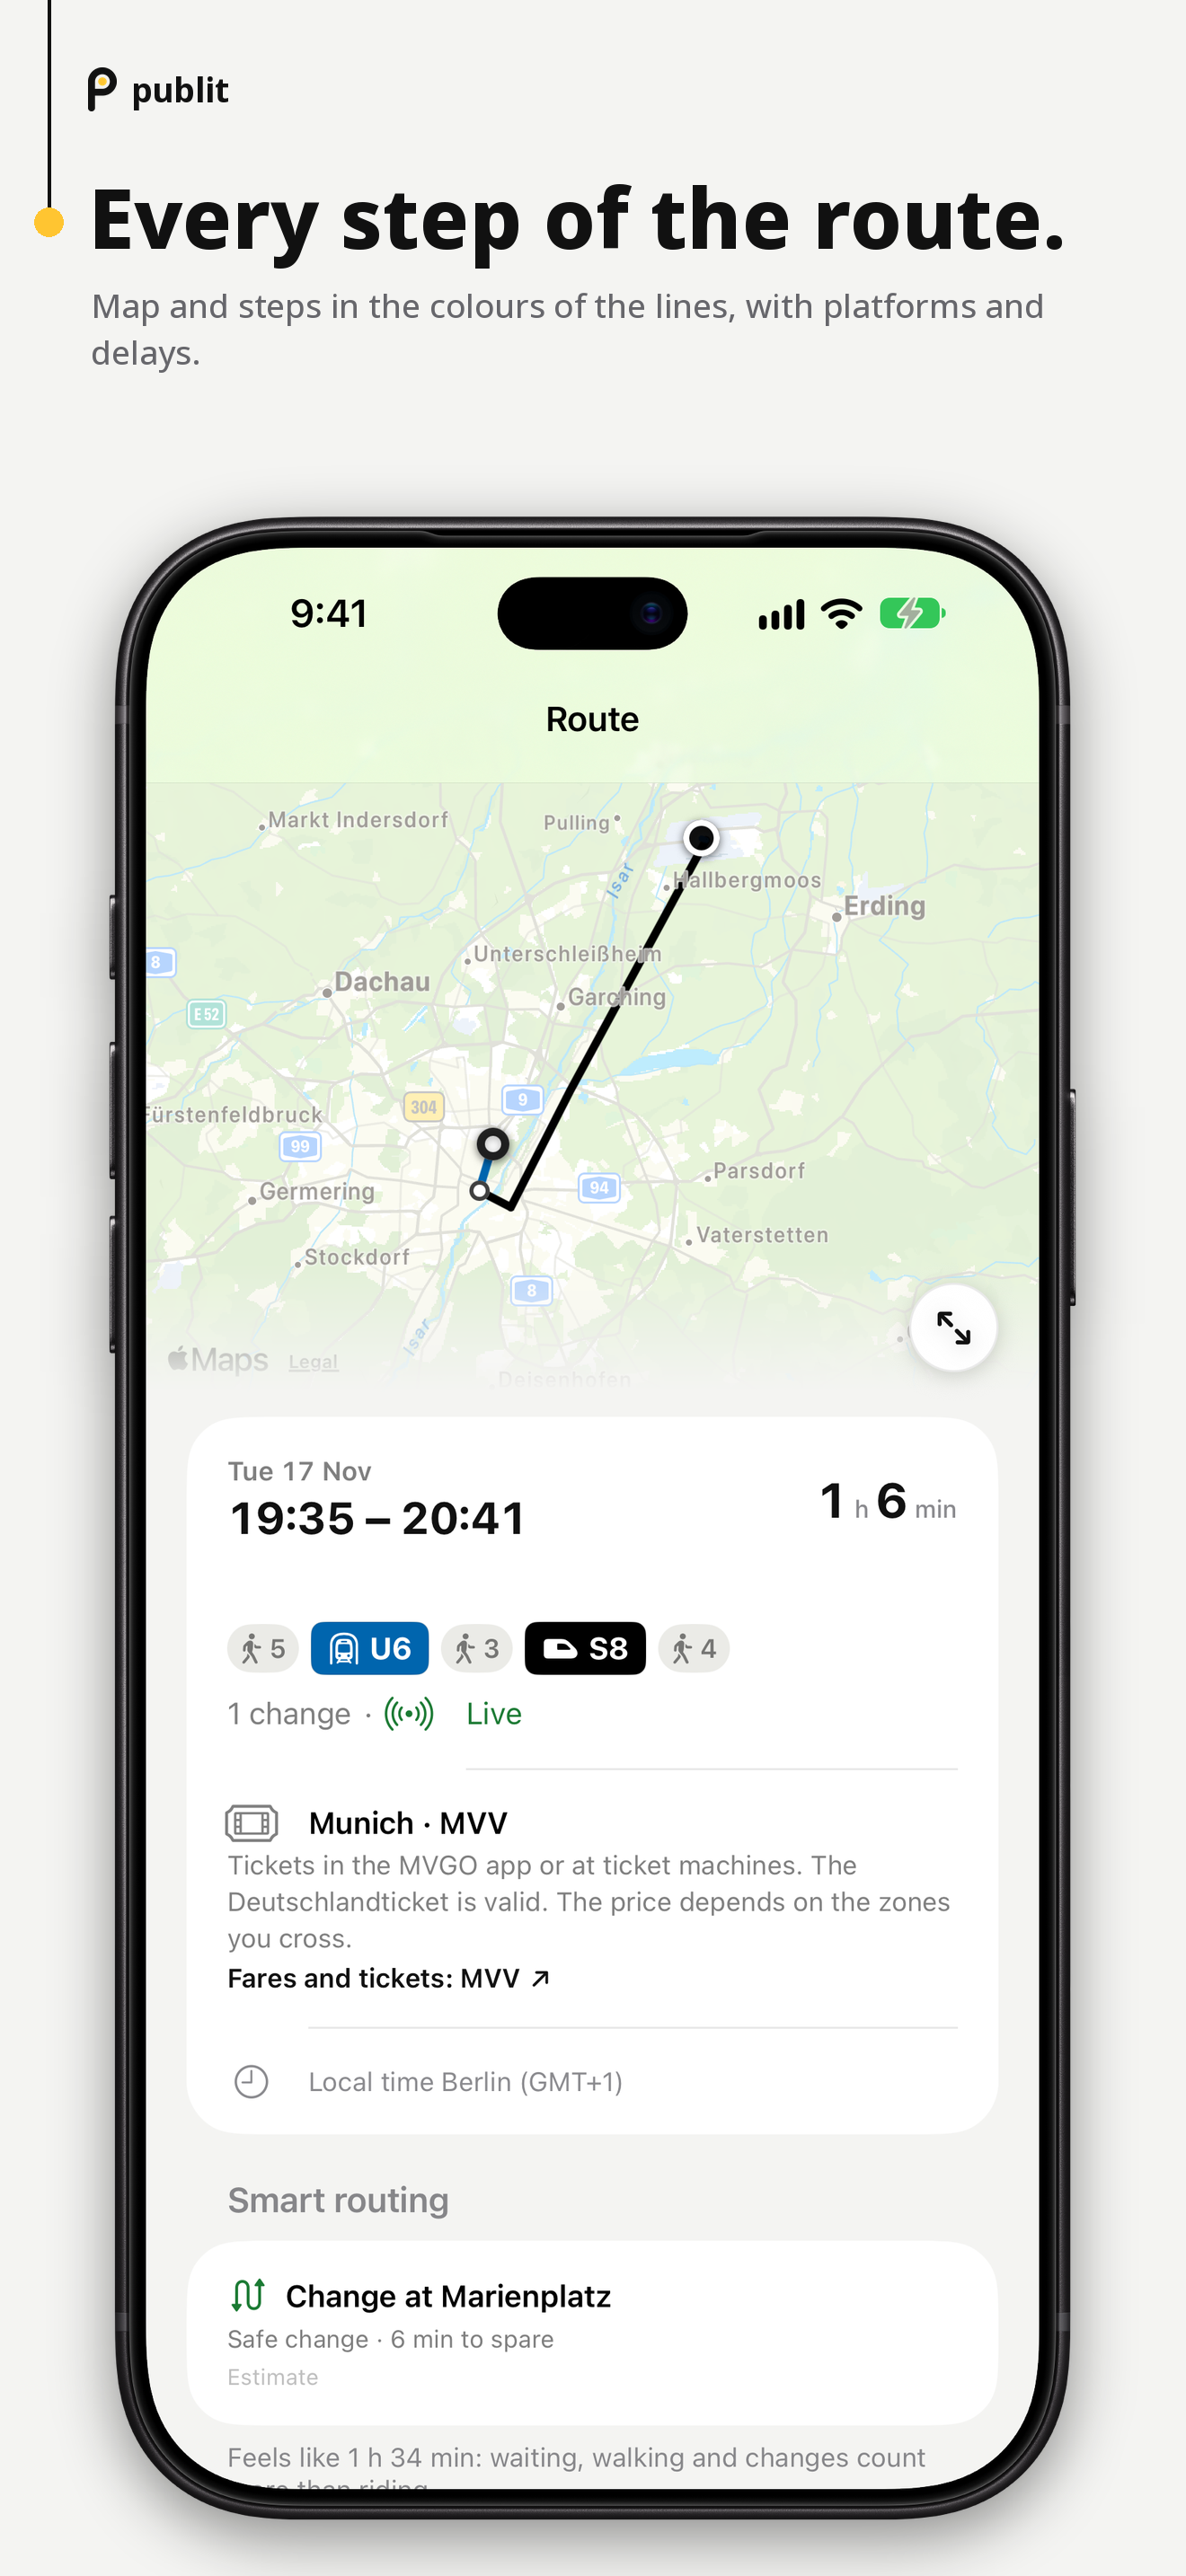 publit
Every step of the route.
Map and steps in the colours of the lines, with platforms and
delays.
9:41
Route
Markt Indersdorf
Pulling
Isar
Hallbergmoos
Erding
8
Unterschleißheim
Dachau
Garching
E 52
9
304
Fürstenfeldbruck
99
Parsdorf
Germering
94
Vaterstetten
Stockdorf
8
Isar
Maps Legal
Deisenhofen
Tue 17 Nov
19:35 – 20:41
1 h 6 min
5 U6 3 S8 4
1 change · Live
Munich · MVV
Tickets in the MVGO app or at ticket machines. The
Deutschlandticket is valid. The price depends on the zones
you cross.
Fares and tickets: MVV ↗
Local time Berlin (GMT+1)
Smart routing
Change at Marienplatz
Safe change · 6 min to spare
Estimate
Feels like 1 h 34 min: waiting, walking and changes count
than riding